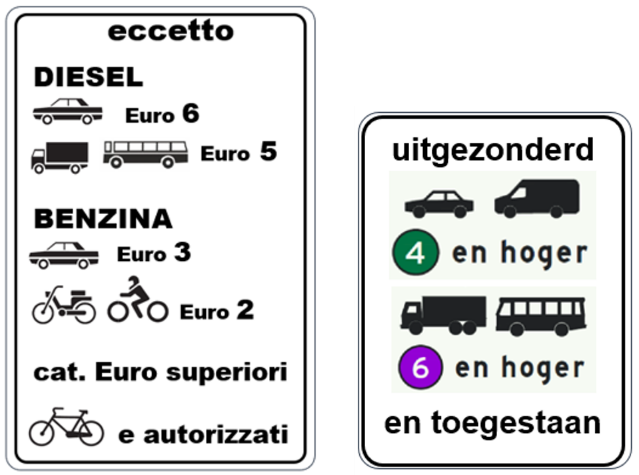 eccetto
DIESEL
Euro 6
Euro 5
BENZINA
Euro 3
Euro 2
cat. Euro superiori
e autorizzati
uitgezonderd
4 en hoger
6 en hoger
en toegestaan